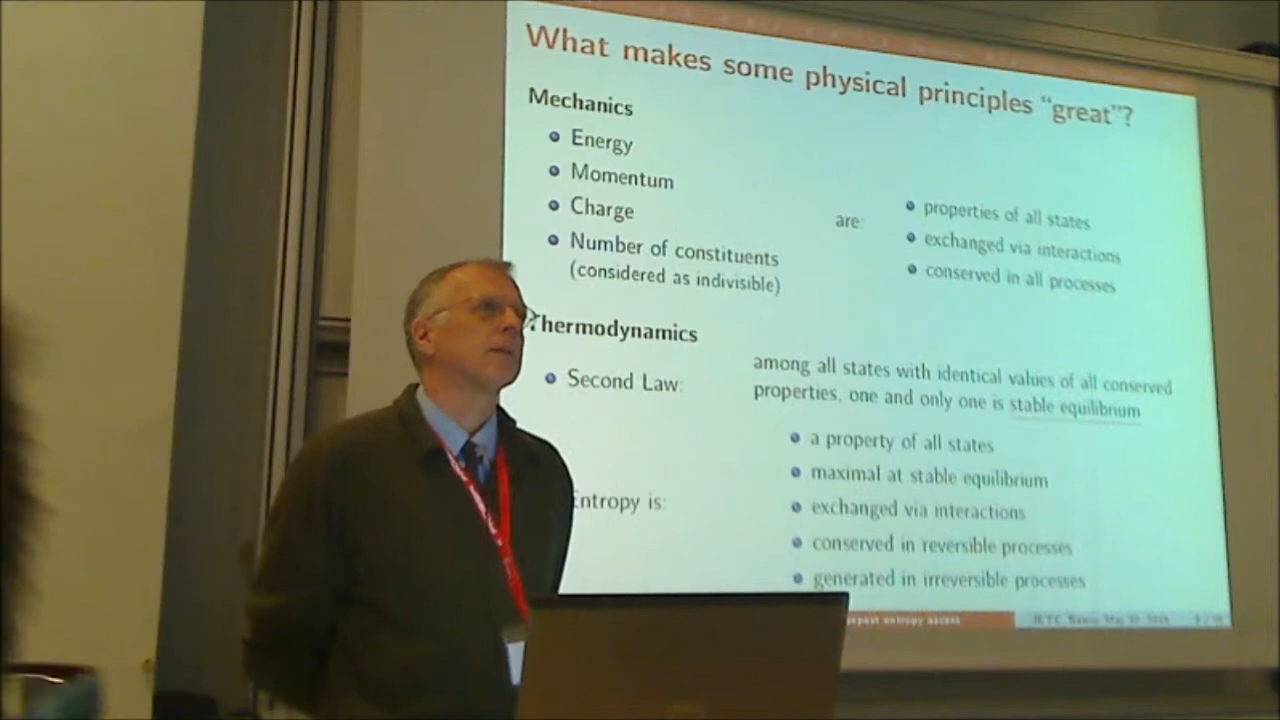 What makes some physical principles “great”?
Mechanics
Energy
Momentum
Charge
Number of constituents
(considered as indivisible)
are:
properties of all states
exchanged via interactions
conserved in all processes
Thermodynamics
Second Law:
among all states with identical values of all conserved
properties, one and only one is stable equilibrium
Entropy is:
a property of all states
maximal at stable equilibrium
exchanged via interactions
conserved in reversible processes
generated in irreversible processes
entropy ascent